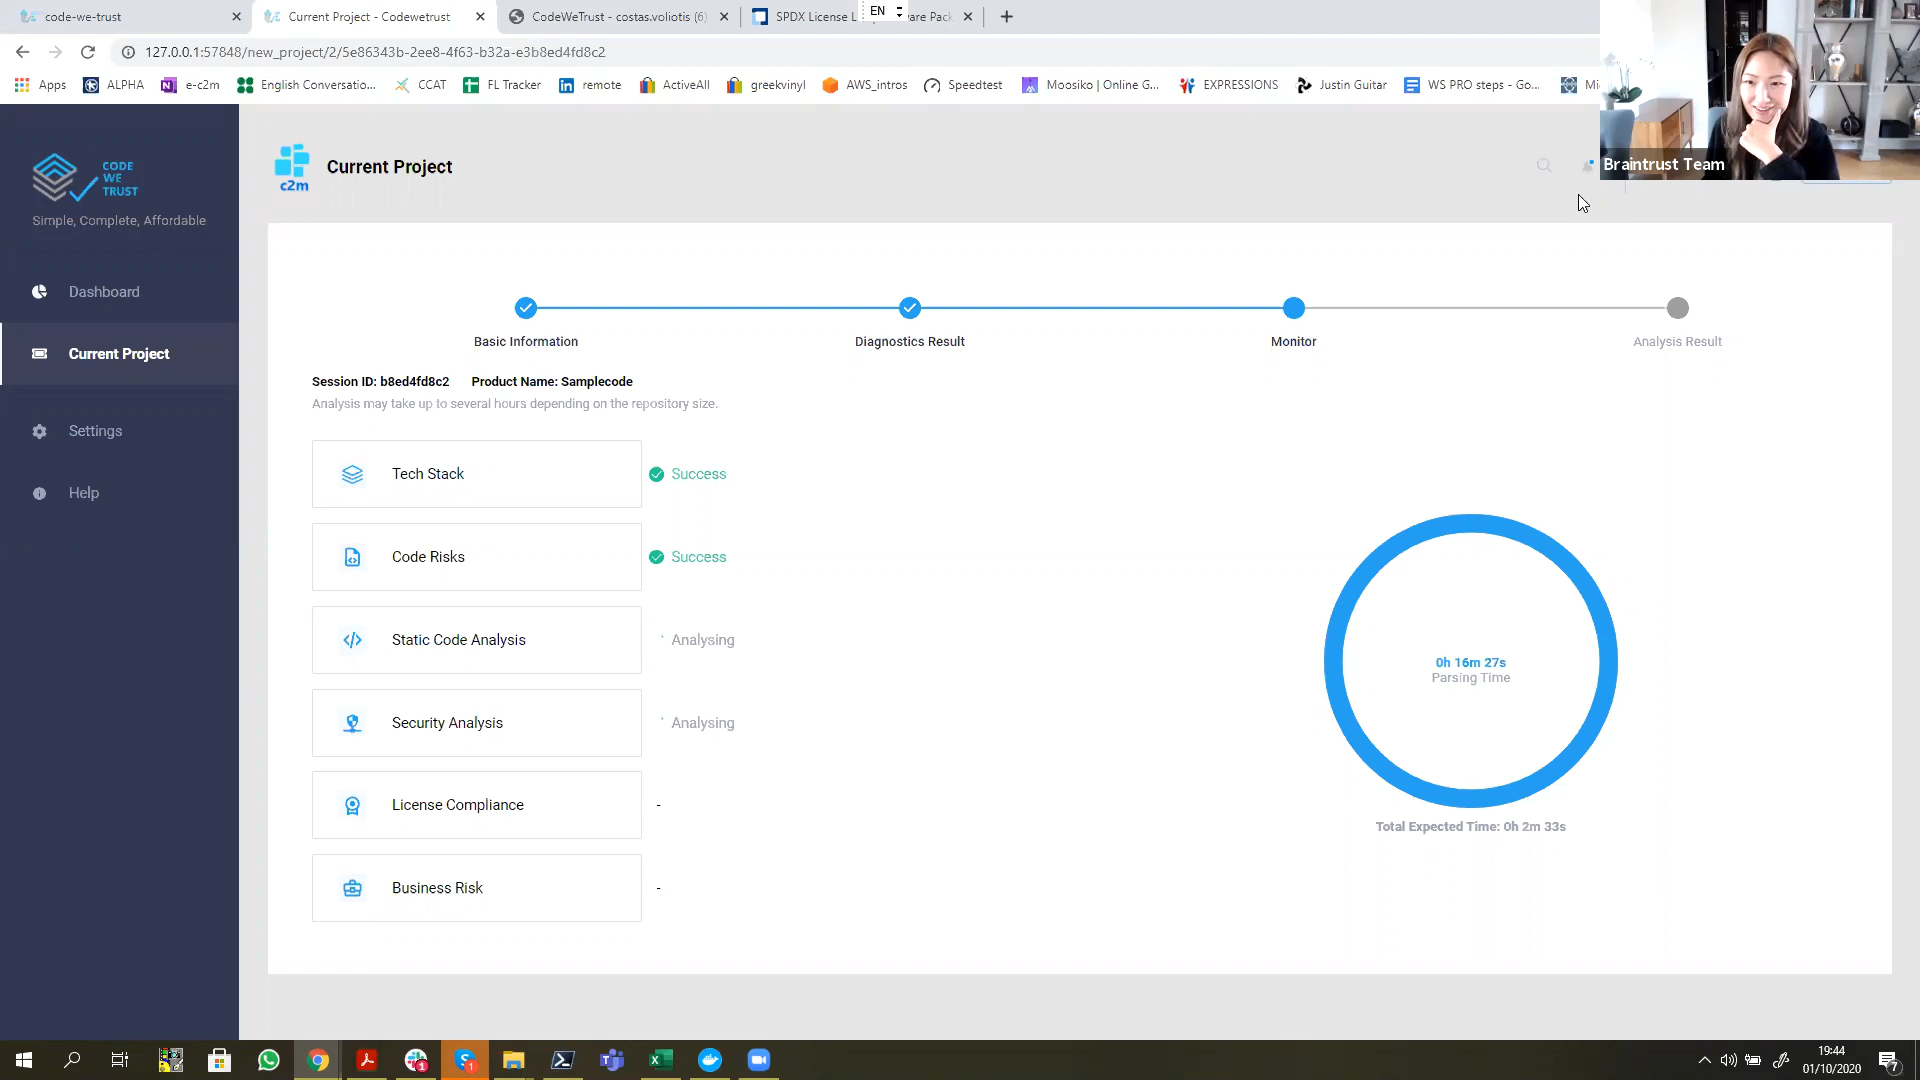 code-we-trust
Current Project - Codewetrust
CodeWeTrust - costas.voliotis (6)
SPDX License L
ware Pack
EN
127.0.0.1:57848/new_project/2/5e86343b-2ee8-4f63-b32a-e3b8ed4fd8c2
Apps
ALPHA
e-c2m
English Conversatio...
CCAT
FL Tracker
remote
ActiveAll
greekvinyl
AWS_intros
Speedtest
Moosiko | Online G...
EXPRESSIONS
Justin Guitar
WS PRO steps - Go...
Braintrust Team
CODE
WE
TRUST
Simple, Complete, Affordable
c2m
Current Project
Dashboard
Current Project
Settings
Help
Basic Information
Diagnostics Result
Monitor
Analysis Result
Session ID: b8ed4fd8c2 Product Name: Samplecode
Analysis may take up to several hours depending on the repository size.
Tech Stack
Success
Code Risks
Success
Static Code Analysis
Analysing
Security Analysis
Analysing
License Compliance
-
Business Risk
-
0h 16m 27s
Parsing Time
Total Expected Time: 0h 2m 33s
19:44
01/10/2020
1
1
7